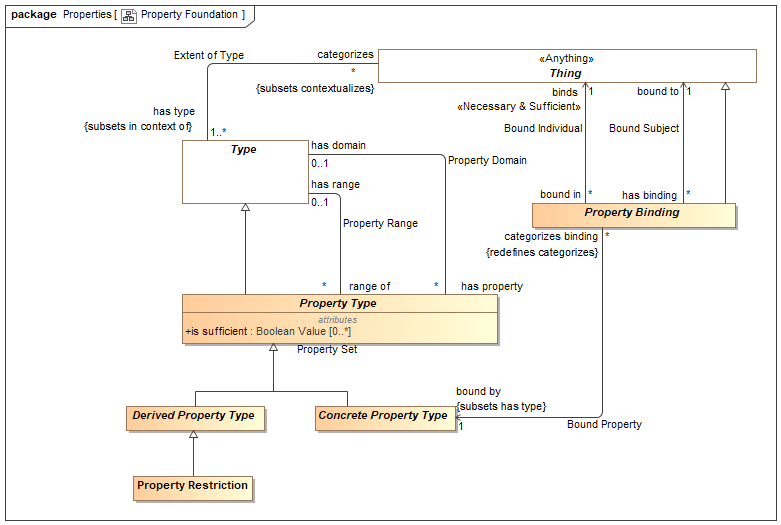 package Properties [ Property Foundation ]
Extent of Type
categorizes
*
{subsets contextualizes}
«Anything»
Thing
has type
{subsets in context of}
1..*
binds
1
«Necessary & Sufficient»
bound to
1
Bound Individual
Bound Subject
Type
has domain
0..1
Property Domain
has range
0..1
Property Range
bound in
*
has binding
*
Property Binding
categorizes binding
*
{redefines categorizes}
*
range of
*
has property
Property Type
attributes
+is sufficient : Boolean Value [0..*]
Property Set
Derived Property Type
Concrete Property Type
bound by
{subsets has type}
1
Bound Property
Property Restriction